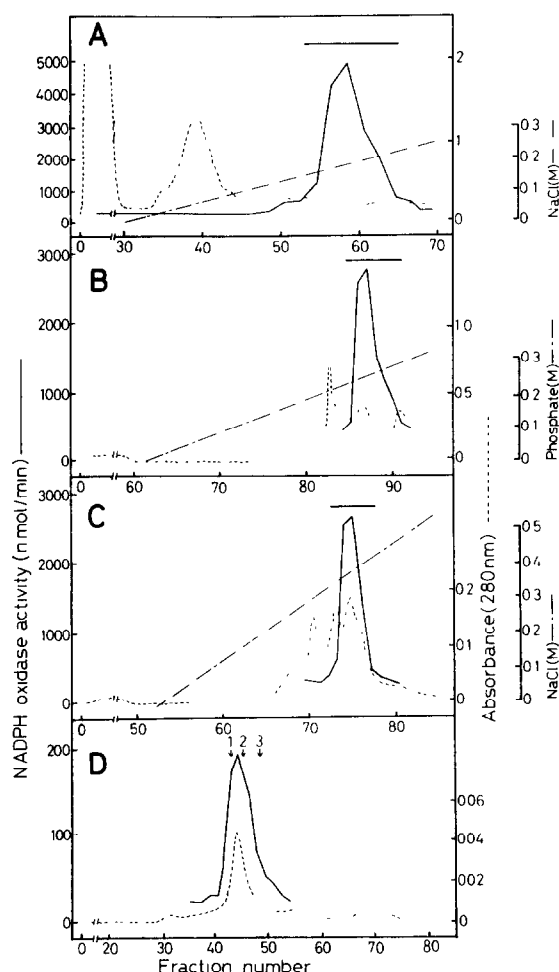 A
5000
4000
3000
2000
1000
0
2
1
0
0.3
0.2
0.1
0
NaCl(M)
0 30 40 50 60 70
B
3000
2000
1000
0
1.0
0.5
0
0.3
0.2
0.1
0
Phosphate(M)
0 60 70 80 90
C
3000
2000
1000
0
0.2
0.1
0
0.5
0.4
0.3
0.2
0.1
0
NaCl(M)
0 50 60 70 80
D
1 2 3
200
100
0
0.06
0.04
0.02
0
0 20 30 40 50 60 70 80
Fraction number
NADPH oxidase activity (nmol/min)
Absorbance (280nm)